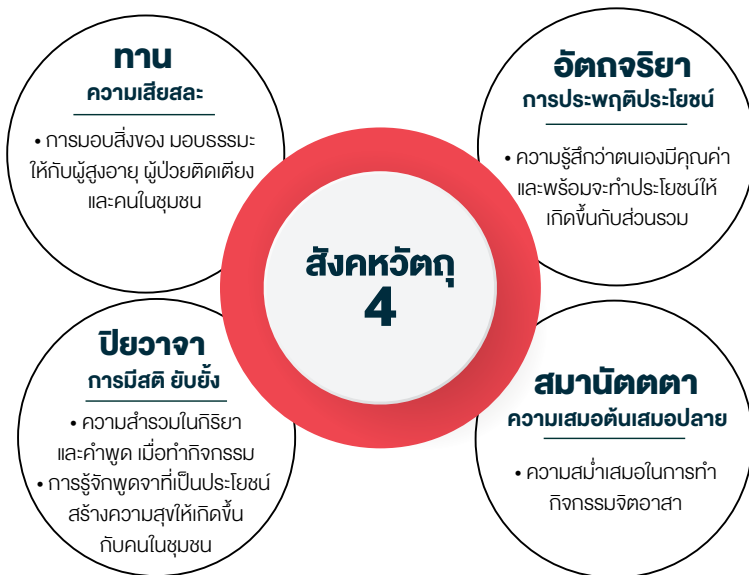 ทาน
ความเสียสละ
• การมอบสิ่งของ มอบธรรมะ
ให้กับผู้สูงอายุ ผู้ป่วยติดเตียง
และคนในชุมชน
อัตถจริยา
การประพฤติประโยชน์
• ความรู้สึกว่าตนเองมีคุณค่า
และพร้อมจะทำประโยชน์ให้
เกิดขึ้นกับส่วนรวม
สังคหวัตถุ
4
ปิยวาจา
การมีสติ ยับยั้ง
• ความสำรวมในกิริยา
และคำพูด เมื่อทำกิจกรรม
• การรู้จักพูดจาที่เป็นประโยชน์
สร้างความสุขให้เกิดขึ้น
กับคนในชุมชน
สมานัตตตา
ความเสมอต้นเสมอปลาย
• ความสม่ำเสมอในการทำ
กิจกรรมจิตอาสา